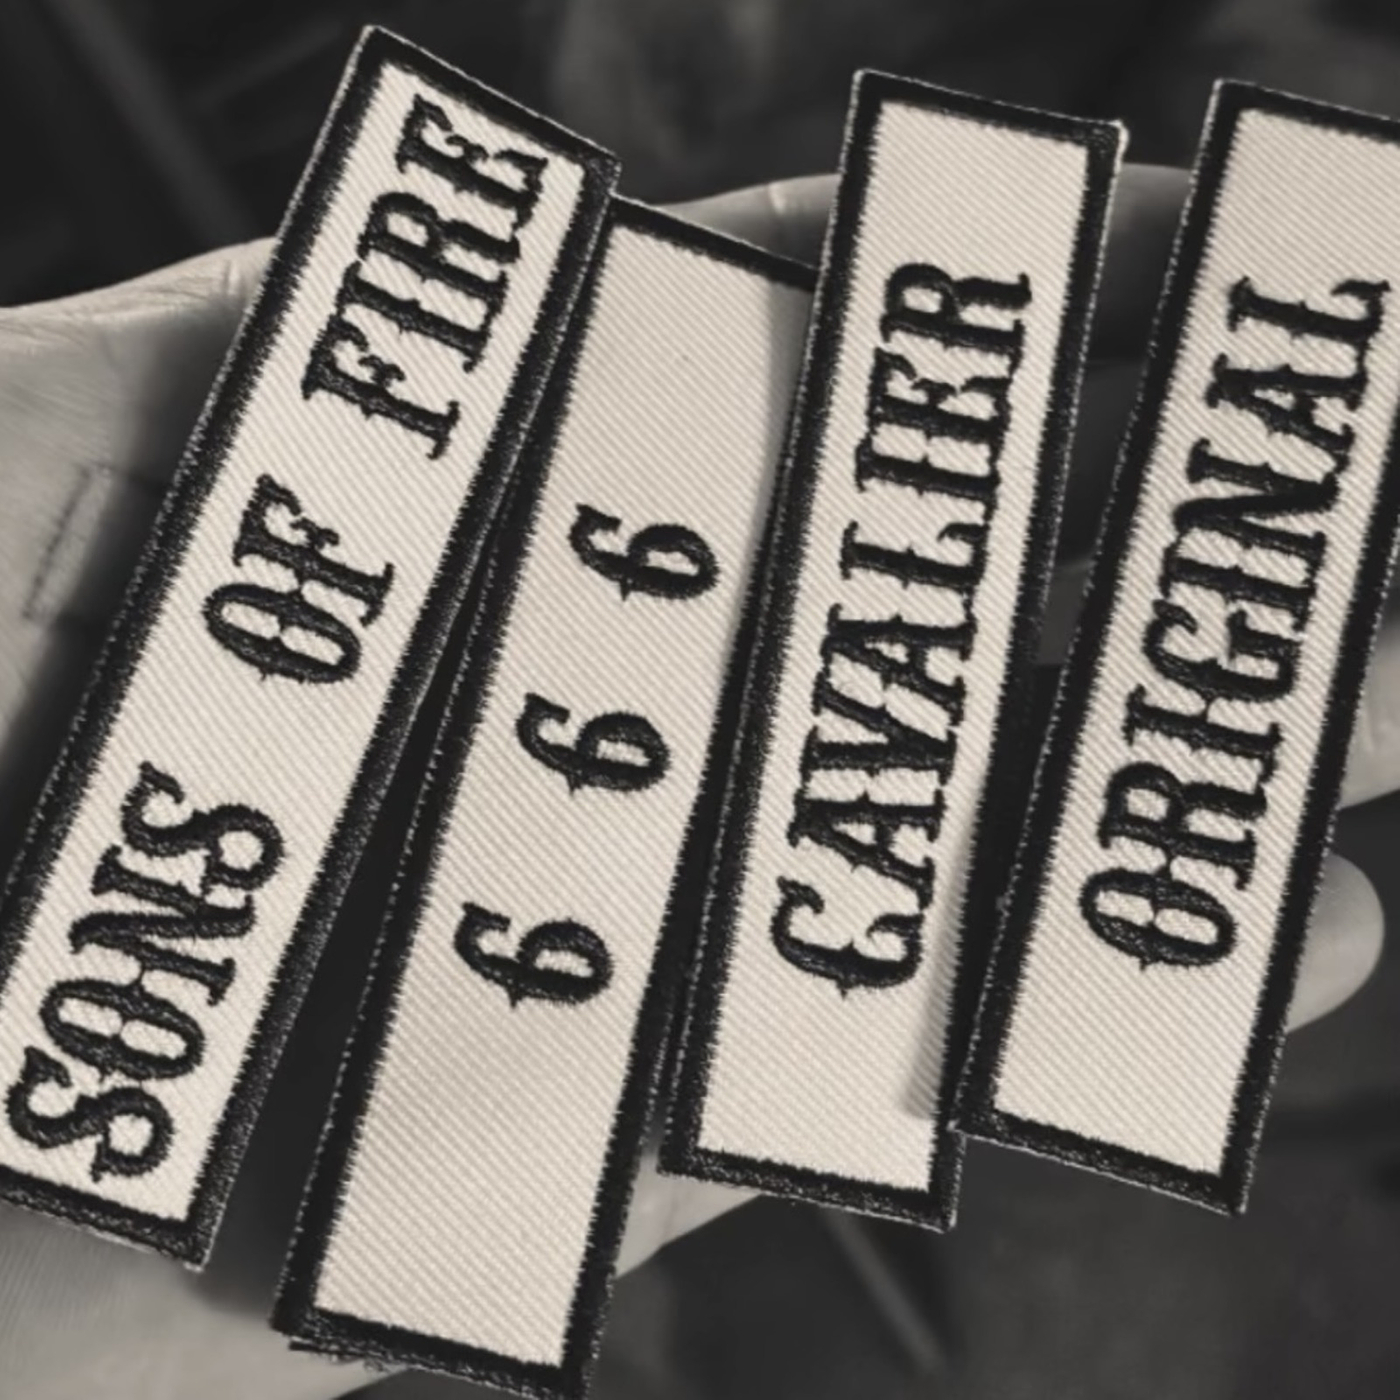 SONS OF FIRE
6 6 6
CAVALIER
ORIGINAL